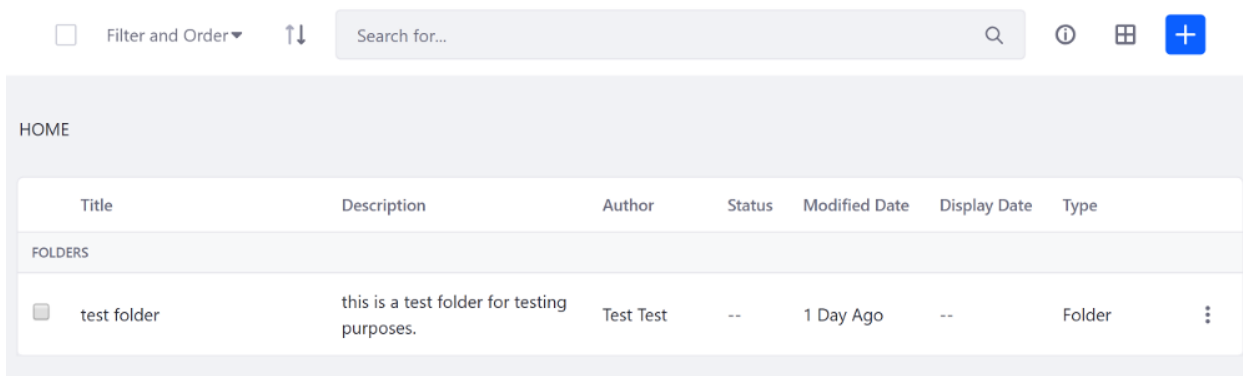 Filter and Order
Search for...
HOME
Title Description Author Status Modified Date Display Date Type
FOLDERS
test folder this is a test folder for testing purposes. Test Test -- 1 Day Ago -- Folder